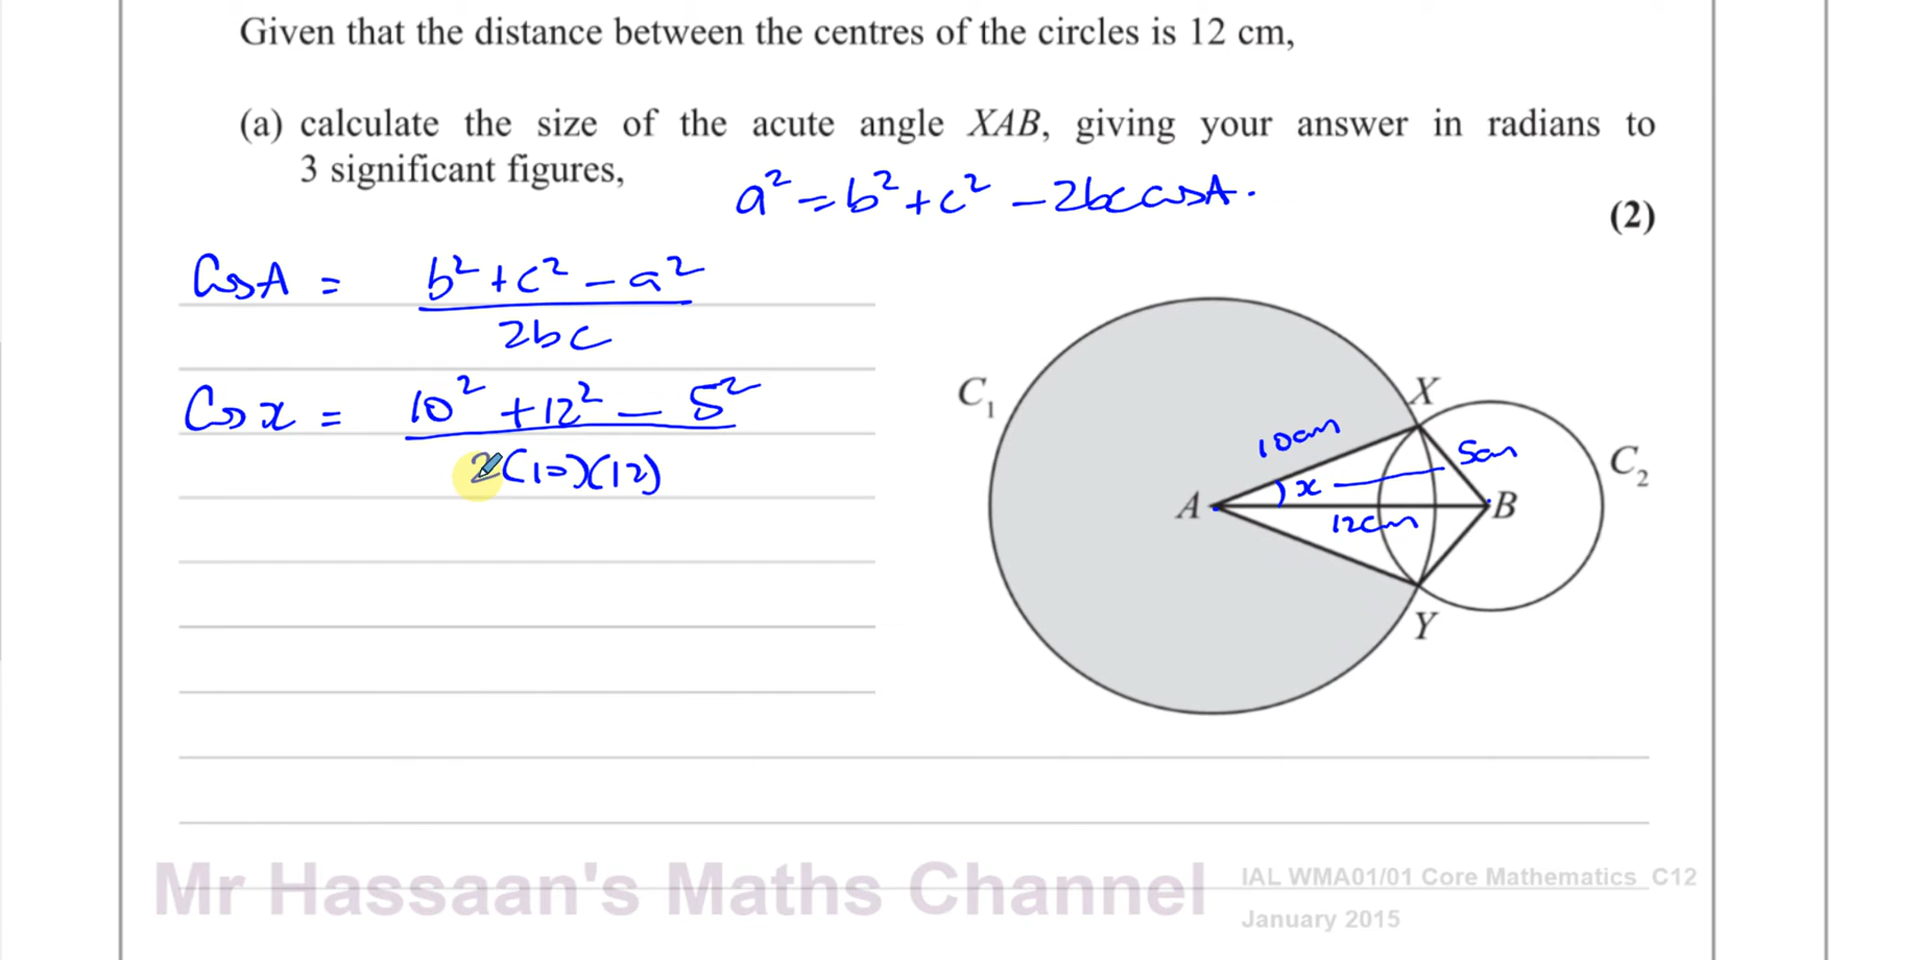 Given that the distance between the centres of the circles is 12 cm,
(a) calculate the size of the acute angle XAB, giving your answer in radians to
3 significant figures,
a² = b² + c² - 2bc cosA.
(2)
CosA = b² + c² - a²
2bc
Cos x = 10² + 12² - 5²
2(10)(12)
C₁
X
10cm
5cm
C₂
A
x
B
12cm
Y
Mr Hassaan's Maths Channel
IAL WMA01/01 Core Mathematics C12
January 2015